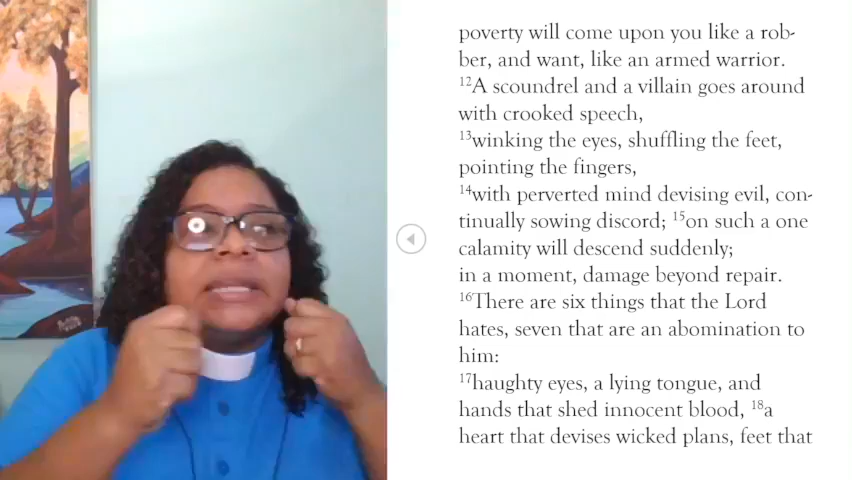 poverty will come upon you like a rob-
ber, and want, like an armed warrior.
¹²A scoundrel and a villain goes around
with crooked speech,
¹³winking the eyes, shuffling the feet,
pointing the fingers,
¹⁴with perverted mind devising evil, con-
tinually sowing discord; ¹⁵on such a one
calamity will descend suddenly;
in a moment, damage beyond repair.
¹⁶There are six things that the Lord
hates, seven that are an abomination to
him:
¹⁷haughty eyes, a lying tongue, and
hands that shed innocent blood, ¹⁸a
heart that devises wicked plans, feet that